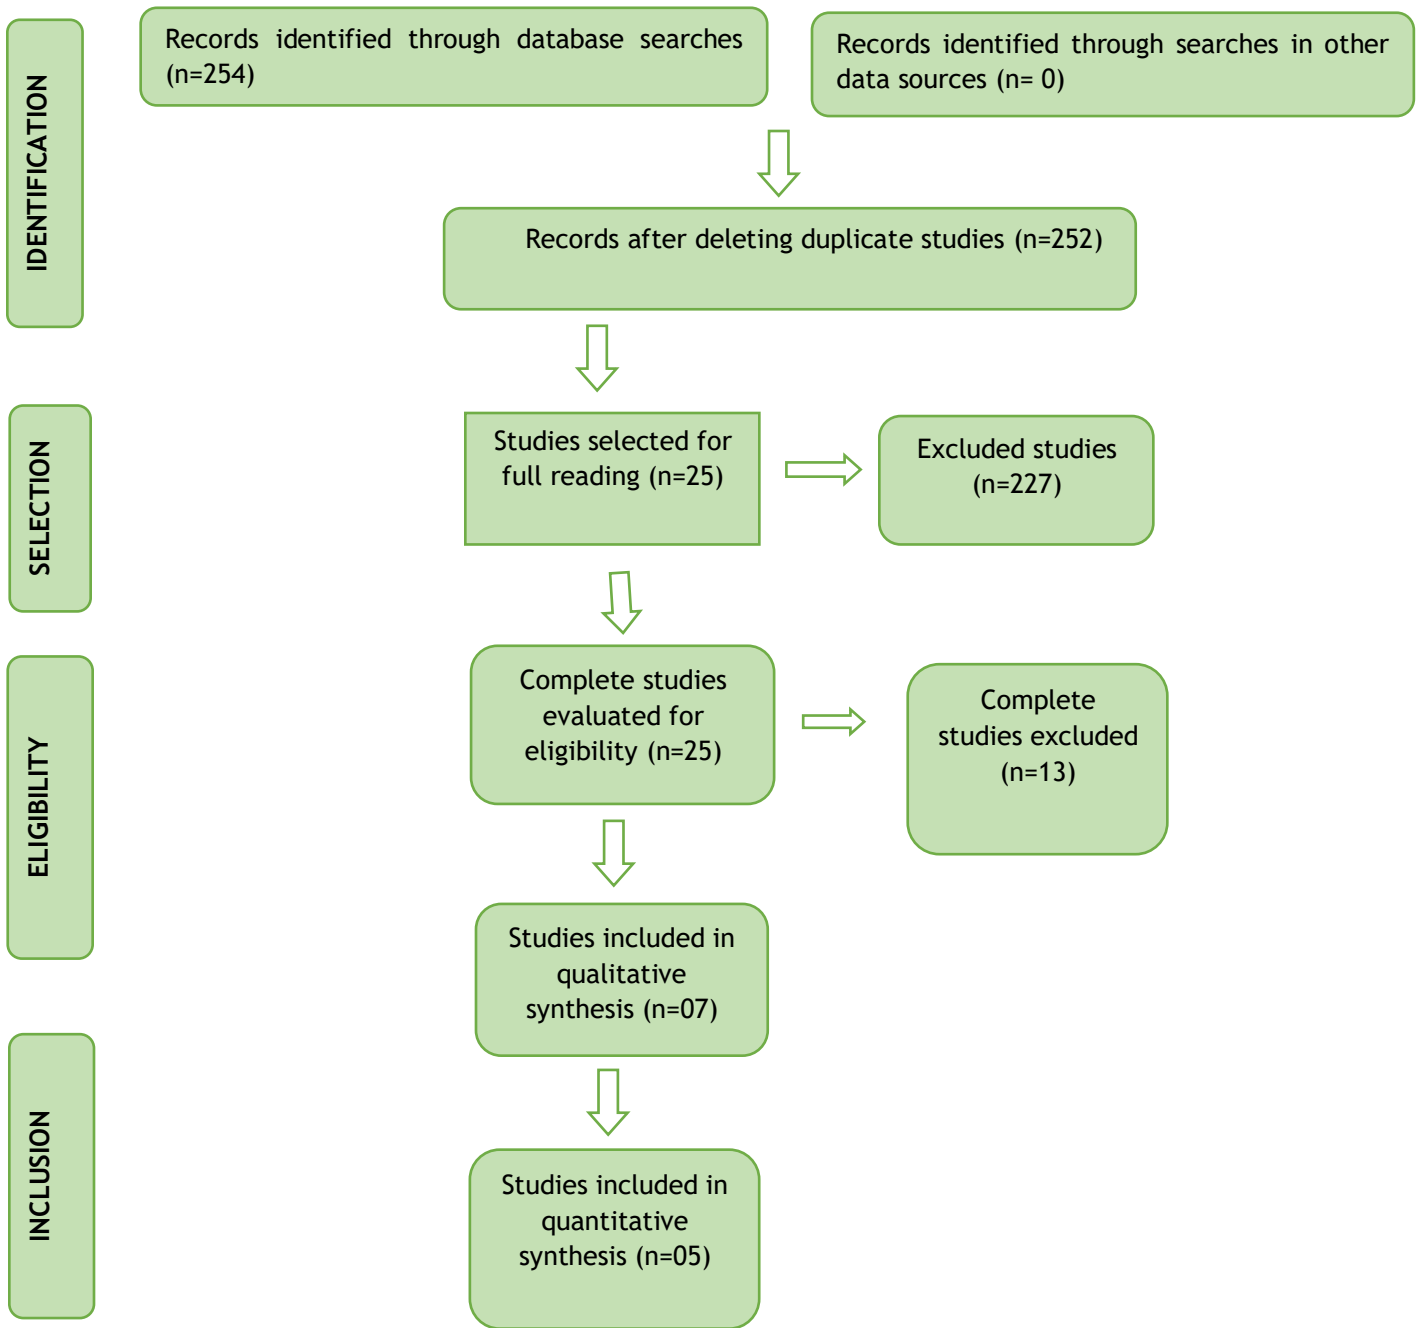 IDENTIFICATION
Records identified through database searches
(n=254)
Records identified through searches in other
data sources (n= 0)
Records after deleting duplicate studies (n=252)
SELECTION
Studies selected for
full reading (n=25)
Excluded studies
(n=227)
ELIGIBILITY
Complete studies
evaluated for
eligibility (n=25)
Complete
studies excluded
(n=13)
Studies included in
qualitative
synthesis (n=07)
INCLUSION
Studies included in
quantitative
synthesis (n=05)